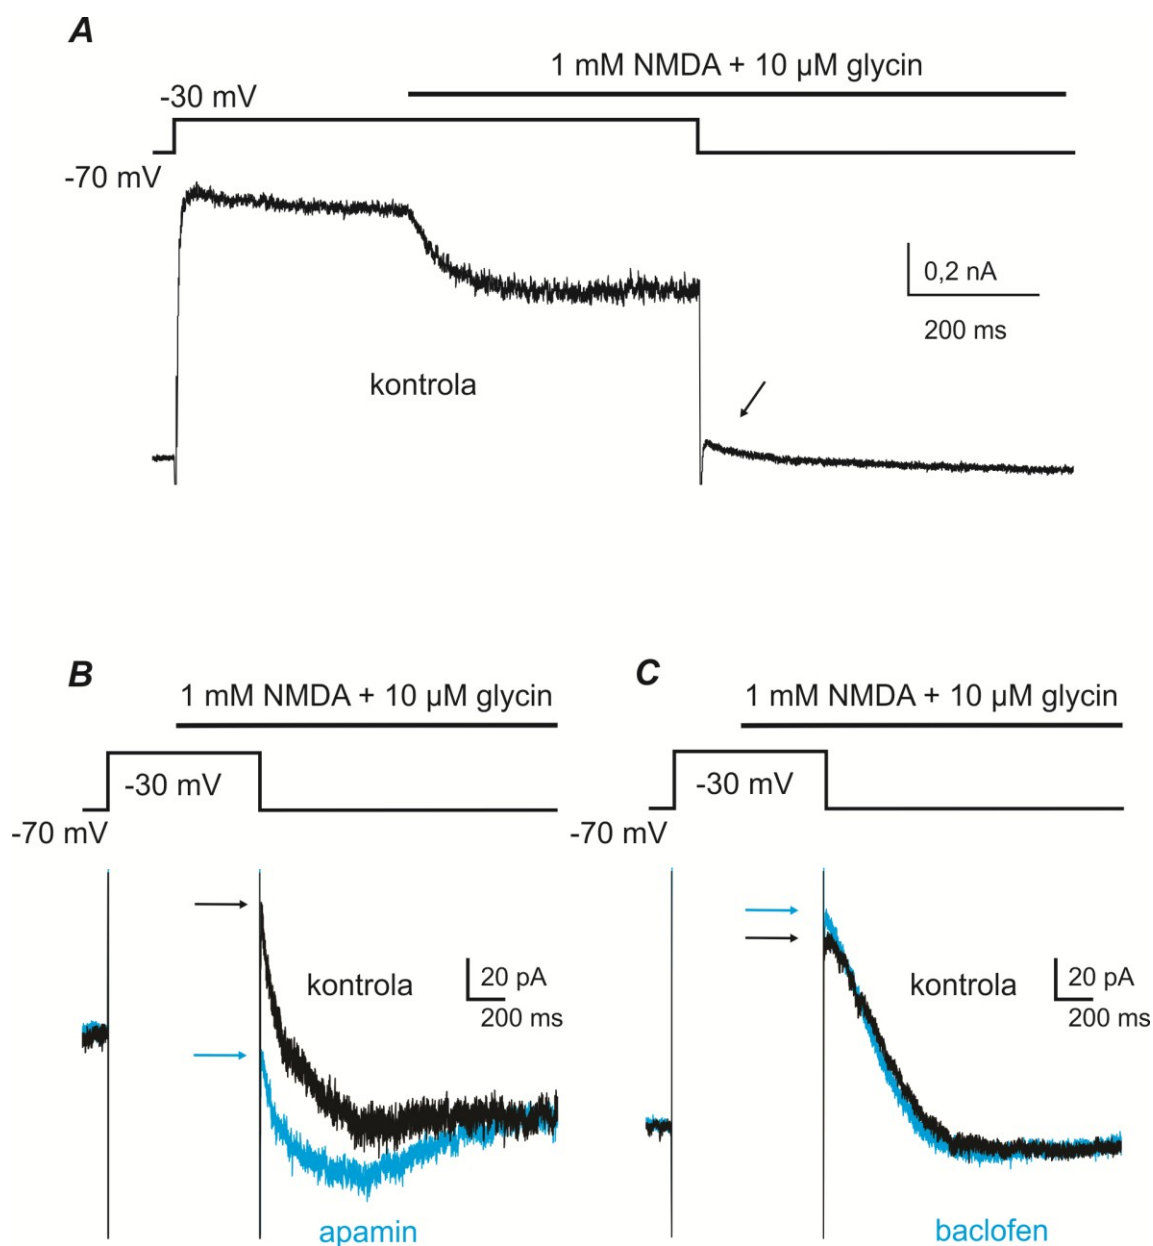 A
1 mM NMDA + 10 µM glycin
-30 mV
-70 mV
0,2 nA
200 ms
kontrola
B
1 mM NMDA + 10 µM glycin
-30 mV
-70 mV
kontrola
20 pA
200 ms
apamin
C
1 mM NMDA + 10 µM glycin
-30 mV
-70 mV
kontrola
20 pA
200 ms
baclofen